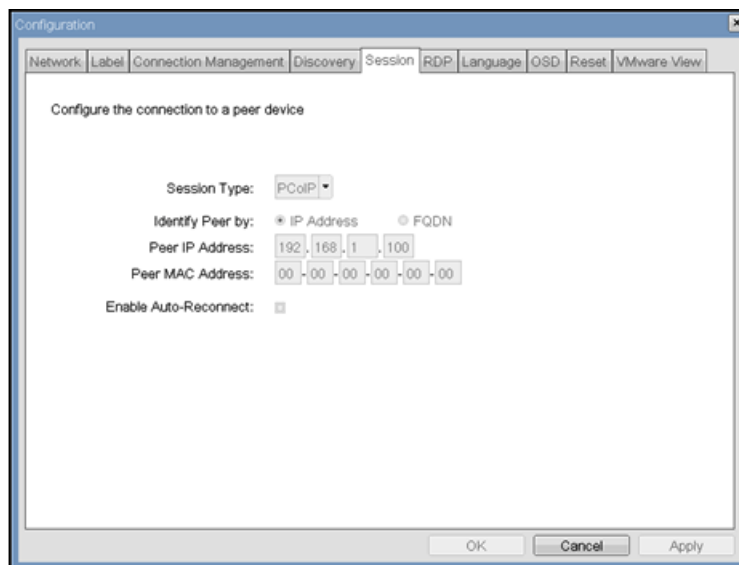 Configuration
Network Label Connection Management Discovery Session RDP Language OSD Reset VMware View
Configure the connection to a peer device
Session Type: PCoIP
Identify Peer by: IP Address FQDN
Peer IP Address: 192 . 168 . 1 . 100
Peer MAC Address: 00 - 00 - 00 - 00 - 00 - 00
Enable Auto-Reconnect:
OK Cancel Apply